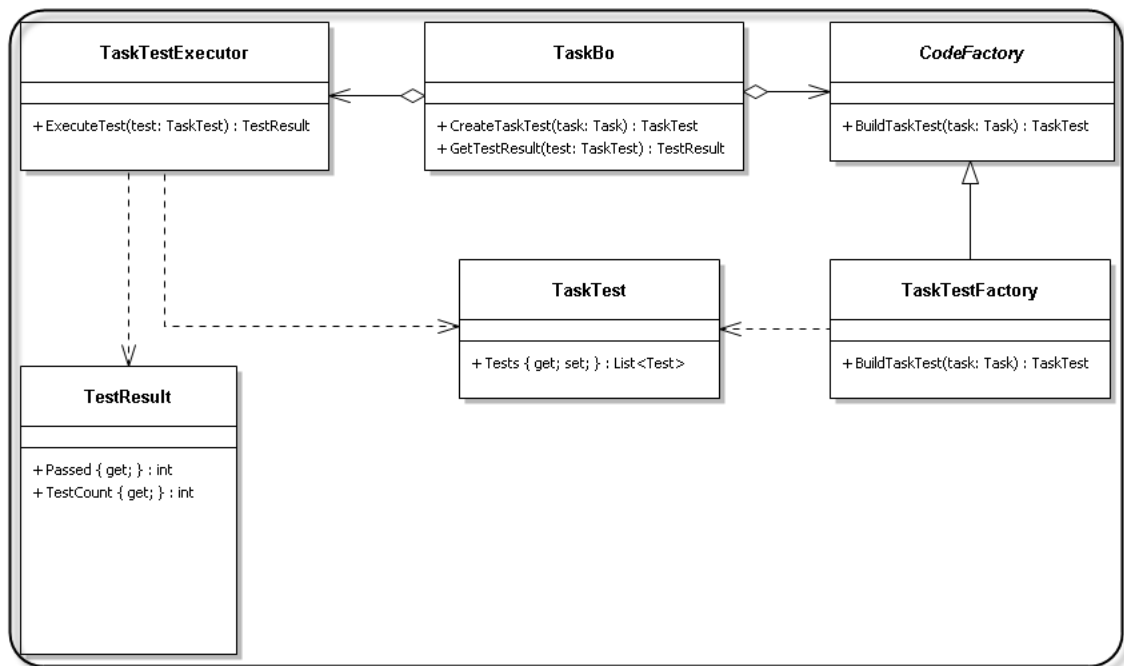 TaskTestExecutor
+ ExecuteTest(test: TaskTest) : TestResult
TaskBo
+ CreateTaskTest(task: Task) : TaskTest
+ GetTestResult(test: TaskTest) : TestResult
CodeFactory
+ BuildTaskTest(task: Task) : TaskTest
TaskTest
+ Tests { get; set; } : List<Test>
TaskTestFactory
+ BuildTaskTest(task: Task) : TaskTest
TestResult
+ Passed { get; } : int
+ TestCount { get; } : int